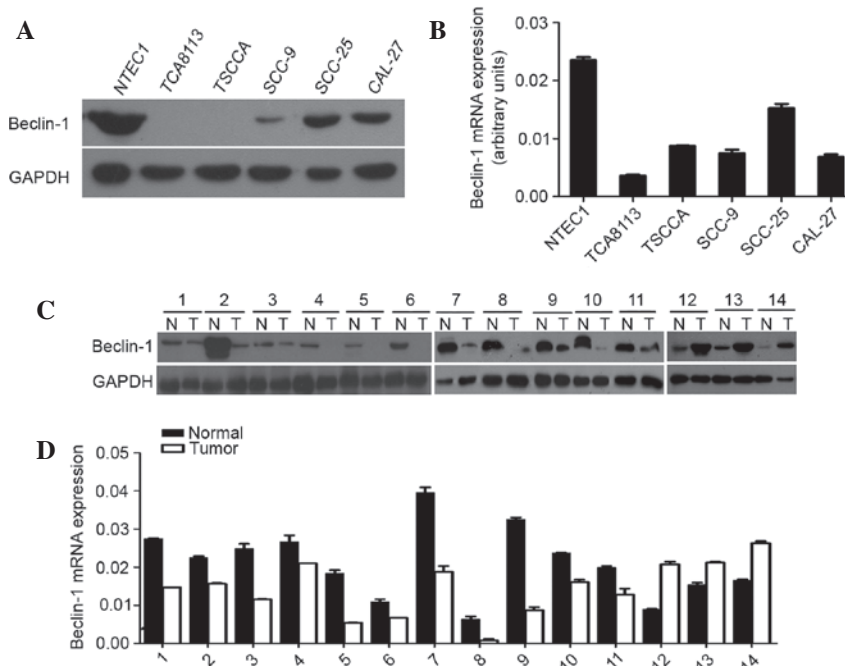 A
NTEC1 TCA8113 TSCCA SCC-9 SCC-25 CAL-27
Beclin-1
GAPDH
B
Beclin-1 mRNA expression
(arbitrary units)
0.03
0.02
0.01
0.00
NTEC1 TCA8113 TSCCA SCC-9 SCC-25 CAL-27
C
1 2 3 4 5 6 7 8 9 10 11 12 13 14
N T N T N T N T N T N T N T N T N T N T N T N T N T N T
Beclin-1
GAPDH
D
Normal
Tumor
Beclin-1 mRNA expression
0.05
0.04
0.03
0.02
0.01
0.00
1 2 3 4 5 6 7 8 9 10 11 12 13 14